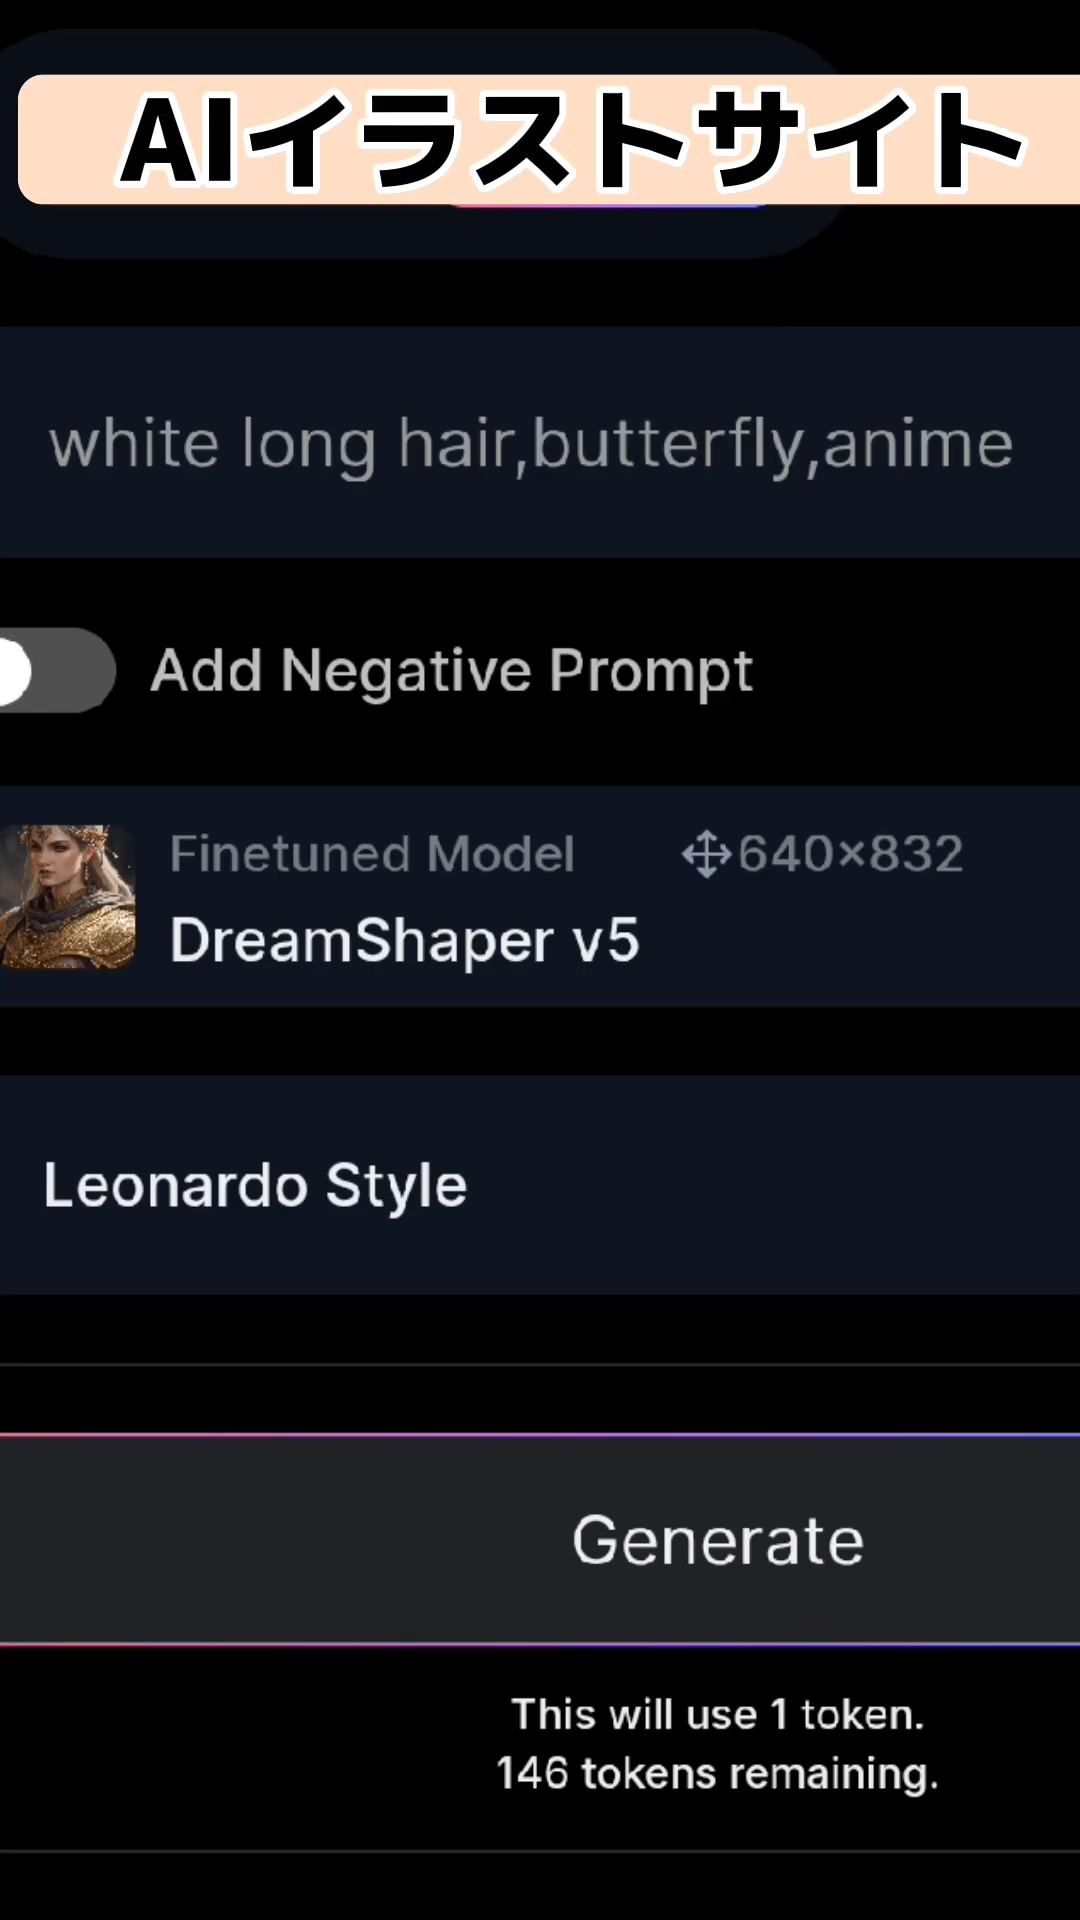 AIイラストサイト
white long hair,butterfly,anime
Add Negative Prompt
Finetuned Model
640×832
DreamShaper v5
Leonardo Style
Generate
This will use 1 token.
146 tokens remaining.